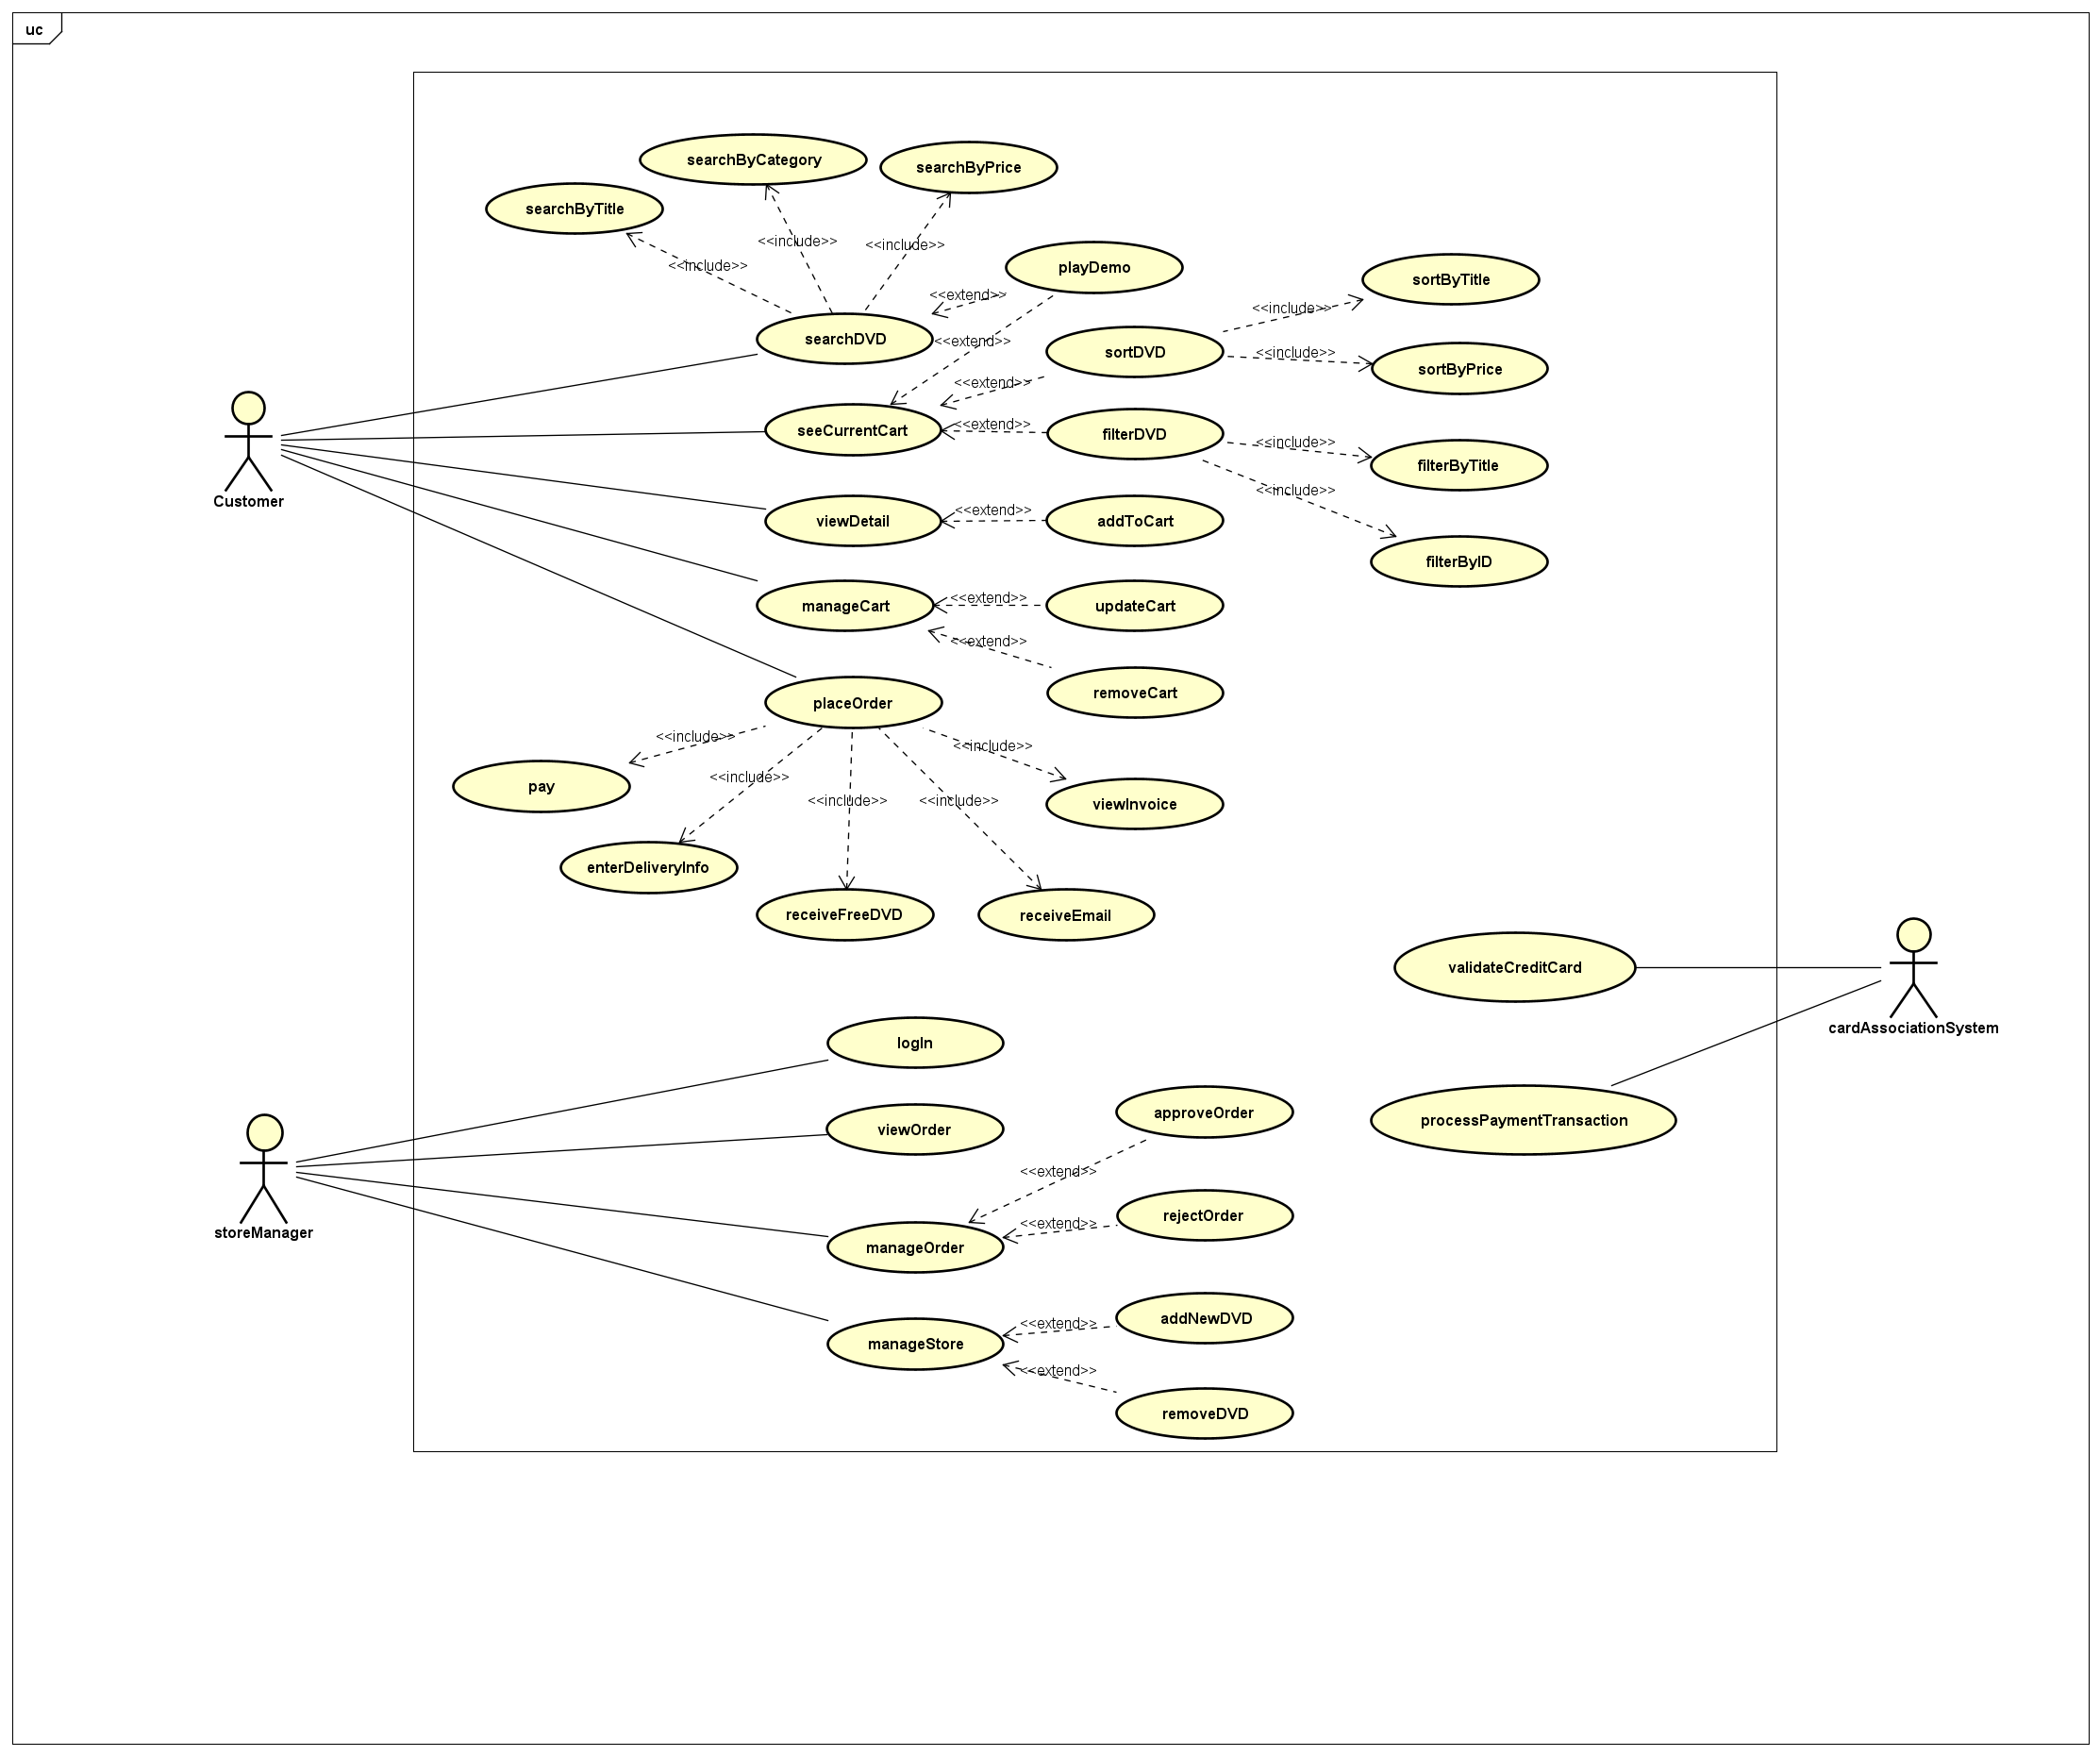 uc
searchByCategory
searchByPrice
searchByTitle
<<include>>
<<include>>
<<include>>
playDemo
sortByTitle
<<extend>>
<<include>>
searchDVD
<<extend>>
sortDVD
<<include>>
sortByPrice
<<extend>>
seeCurrentCart
<<extend>>
filterDVD
<<include>>
filterByTitle
<<include>>
Customer
viewDetail
<<extend>>
addToCart
filterByID
manageCart
<<extend>>
updateCart
<<extend>>
removeCart
placeOrder
<<include>>
<<include>>
<<include>>
<<include>>
<<include>>
pay
viewInvoice
enterDeliveryInfo
receiveFreeDVD
receiveEmail
validateCreditCard
cardAssociationSystem
logIn
viewOrder
approveOrder
processPaymentTransaction
<<extend>>
rejectOrder
<<extend>>
storeManager
manageOrder
addNewDVD
<<extend>>
manageStore
<<extend>>
removeDVD